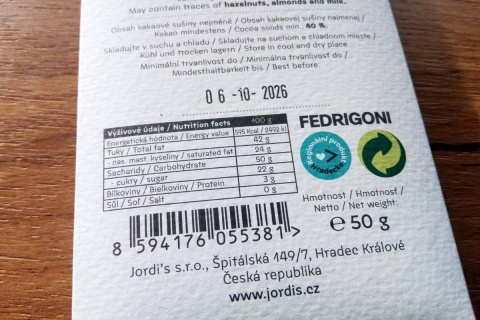 May contain traces of hazelnuts, almonds and milk.
Obsah kakaové sušiny nejméně / Obsah kakaovej sušiny najmenej /
Kakao mindestens / Cocoa solids min.: 40 %.
Skladujte v suchu a chladu / Skladujte na suchom a chladnom mieste /
Kühl und trocken lagern / Store in cool and dry place
Minimální trvanlivost do / Minimálna trvanlivosť do /
Mindesthaltbarkeit bis / Best before:
06-10-2026
Výživové údaje / Nutrition facts 100 g
Energetická hodnota / Energy value 595 Kcal (2492 kJ)
Tuky / Total fat 42 g
- nas. mast. kyseliny / saturated fat 24 g
Sacharidy / Carbohydrate 50 g
- cukry / sugar 22 g
Bílkoviny / Bielkoviny / Protein 3 g
Sůl / Soľ / Salt 0 g
FEDRIGONI
Regionální produkt
Hradecko
Hmotnost / Hmotnosť /
Netto / Net weight:
e 50 g
8 594176 055381 >
Jordi's s.r.o., Špitálská 149/7, Hradec Králové
Česká republika
www.jordis.cz